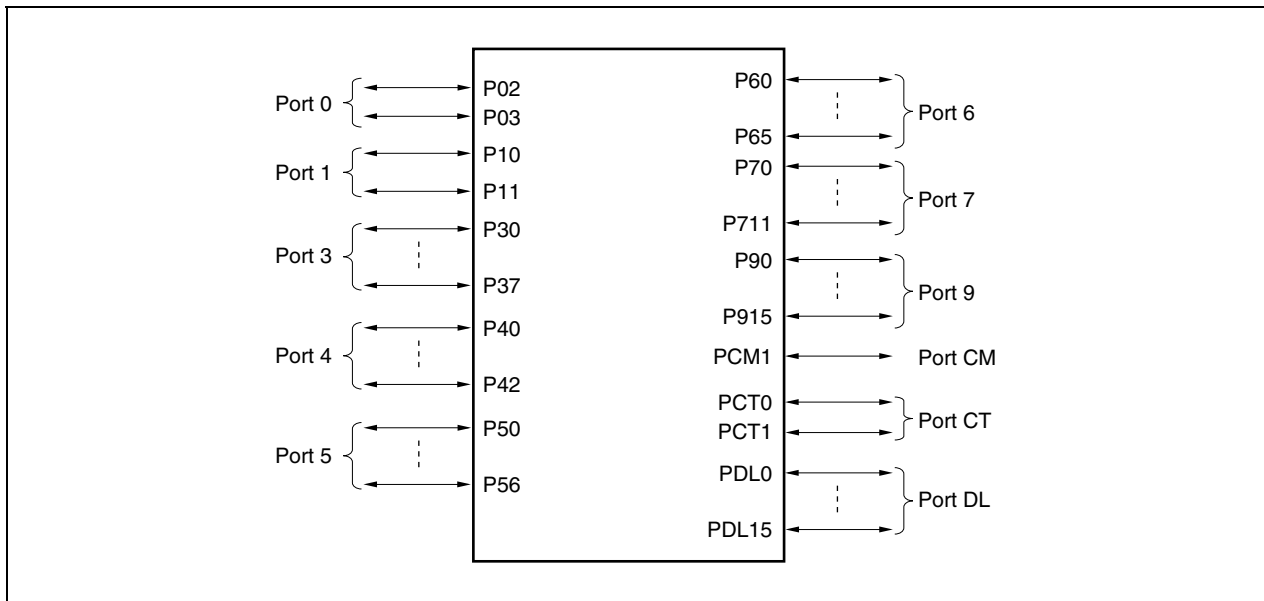 Port 0
P02
P03
Port 1
P10
P11
Port 3
P30
P37
Port 4
P40
P42
Port 5
P50
P56
P60
P65
Port 6
P70
P711
Port 7
P90
P915
Port 9
PCM1
Port CM
PCT0
PCT1
Port CT
PDL0
PDL15
Port DL